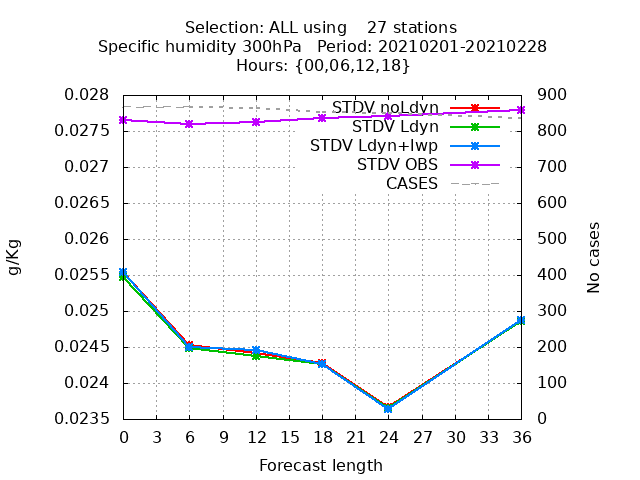 Selection: ALL using    27 stations
Specific humidity 300hPa   Period: 20210201-20210228
Hours: {00,06,12,18}
0.028
0.0275
0.027
0.0265
0.026
0.0255
0.025
0.0245
0.024
0.0235
g/Kg
STDV noLdyn
STDV Ldyn
STDV Ldyn+lwp
STDV OBS
CASES
900
800
700
600
500
400
300
200
100
0
No cases
0 3 6 9 12 15 18 21 24 27 30 33 36
Forecast length